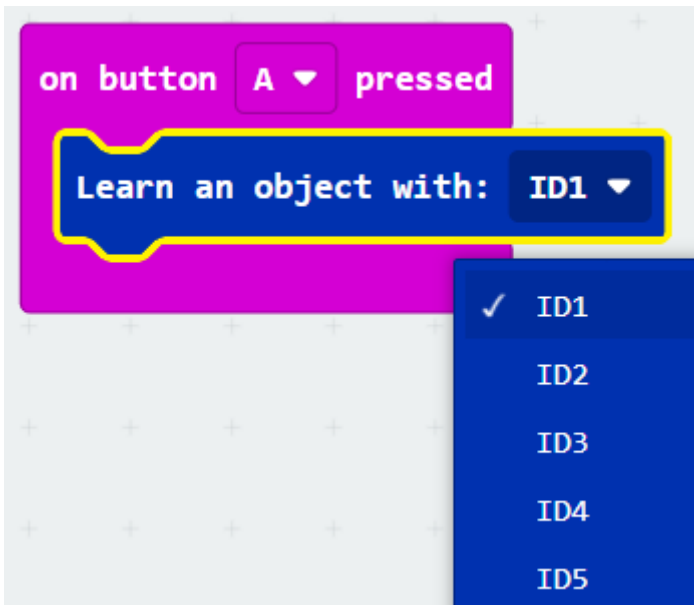 on button A pressed
Learn an object with: ID1
ID1
ID2
ID3
ID4
ID5